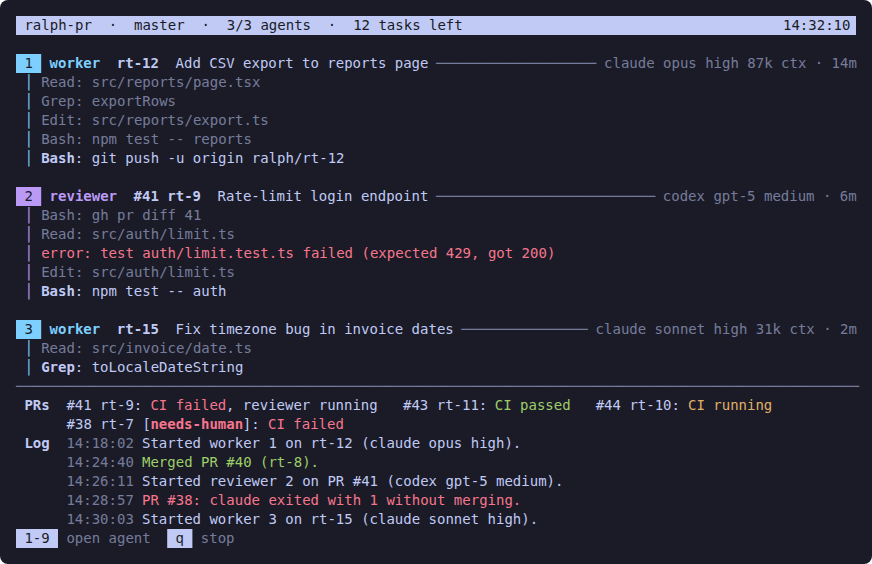 ralph-pr · master · 3/3 agents · 12 tasks left 14:32:10
1 worker rt-12 Add CSV export to reports page claude opus high 87k ctx · 14m
Read: src/reports/page.tsx
Grep: exportRows
Edit: src/reports/export.ts
Bash: npm test -- reports
Bash: git push -u origin ralph/rt-12
2 reviewer #41 rt-9 Rate-limit login endpoint codex gpt-5 medium · 6m
Bash: gh pr diff 41
Read: src/auth/limit.ts
error: test auth/limit.test.ts failed (expected 429, got 200)
Edit: src/auth/limit.ts
Bash: npm test -- auth
3 worker rt-15 Fix timezone bug in invoice dates claude sonnet high 31k ctx · 2m
Read: src/invoice/date.ts
Grep: toLocaleDateString
PRs #41 rt-9: CI failed, reviewer running #43 rt-11: CI passed #44 rt-10: CI running
#38 rt-7 [needs-human]: CI failed
Log 14:18:02 Started worker 1 on rt-12 (claude opus high).
14:24:40 Merged PR #40 (rt-8).
14:26:11 Started reviewer 2 on PR #41 (codex gpt-5 medium).
14:28:57 PR #38: claude exited with 1 without merging.
14:30:03 Started worker 3 on rt-15 (claude sonnet high).
1-9 open agent q stop